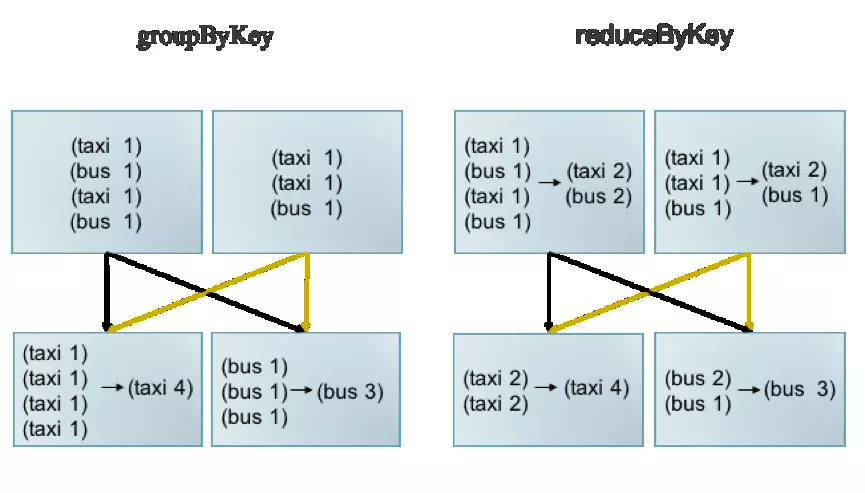 groupByKey
reduceByKey
(taxi 1)
(bus 1)
(taxi 1)
(bus 1)
(taxi 1)
(taxi 1)
(bus 1)
(taxi 1)
(bus 1)
(taxi 1)
(bus 1)
(taxi 2)
(bus 2)
(taxi 1)
(taxi 1)
(bus 1)
(taxi 2)
(bus 1)
(taxi 1)
(taxi 1)
(taxi 1)
(taxi 1)
(taxi 4)
(bus 1)
(bus 1)
(bus 1)
(bus 3)
(taxi 2)
(taxi 2)
(taxi 4)
(bus 2)
(bus 1)
(bus 3)